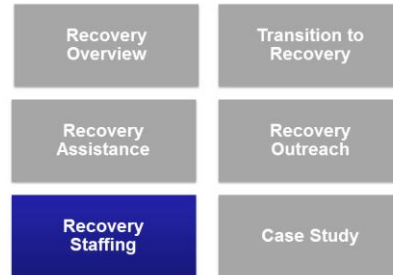 Recovery
Overview
Transition to
Recovery
Recovery
Assistance
Recovery
Outreach
Recovery
Staffing
Case Study